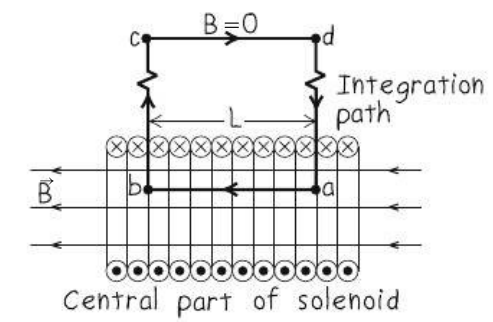 B=0
c
d
Integration
path
L
B⃗
b
a
Central part of solenoid